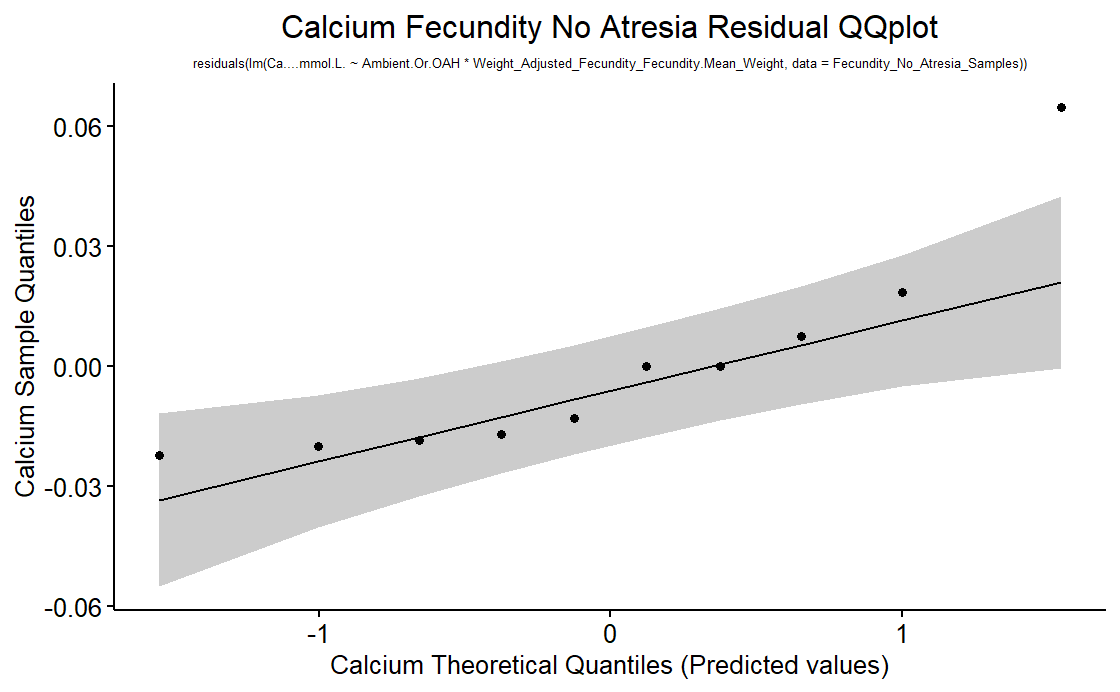 Calcium Fecundity No Atresia Residual QQplot
residuals(lm(Ca....mmol.L. ~ Ambient.Or.OAH * Weight_Adjusted_Fecundity_Fecundity.Mean_Weight, data = Fecundity_No_Atresia_Samples))
Calcium Sample Quantiles
0.06
0.03
0.00
-0.03
-0.06
-1 0 1
Calcium Theoretical Quantiles (Predicted values)